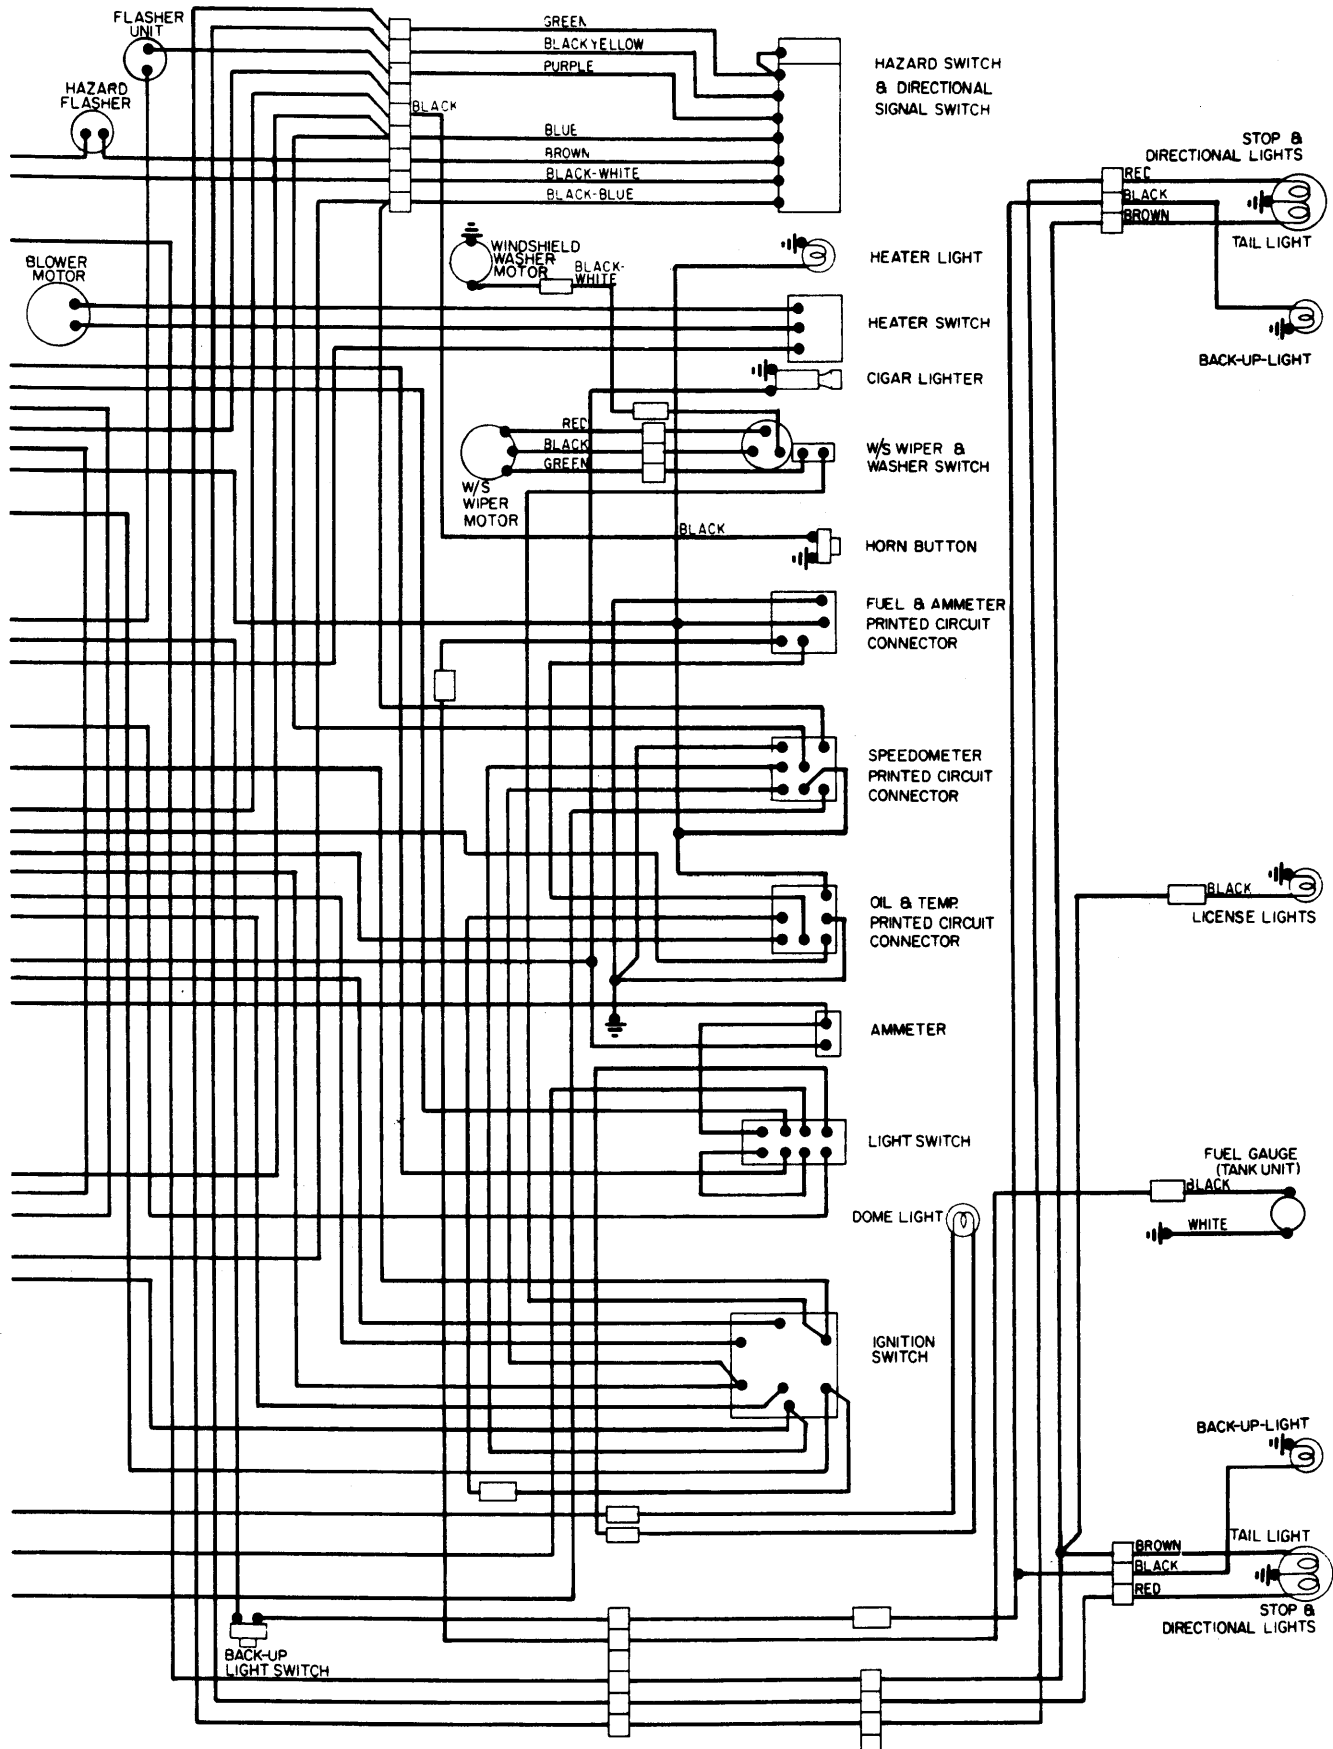 FLASHER
UNIT
HAZARD
FLASHER
GREEN
BLACK YELLOW
PURPLE
BLACK
BLUE
BROWN
BLACK-WHITE
BLACK-BLUE
HAZARD SWITCH
& DIRECTIONAL
SIGNAL SWITCH
STOP &
DIRECTIONAL LIGHTS
RED
BLACK
BROWN
TAIL LIGHT
BLOWER
MOTOR
WINDSHIELD
WASHER
MOTOR
BLACK-
WHITE
HEATER LIGHT
HEATER SWITCH
BACK-UP-LIGHT
CIGAR LIGHTER
RED
BLACK
GREEN
W/S
WIPER
MOTOR
W/S WIPER &
WASHER SWITCH
BLACK
HORN BUTTON
FUEL & AMMETER
PRINTED CIRCUIT
CONNECTOR
SPEEDOMETER
PRINTED CIRCUIT
CONNECTOR
BLACK
LICENSE LIGHTS
OIL & TEMP.
PRINTED CIRCUIT
CONNECTOR
AMMETER
LIGHT SWITCH
FUEL GAUGE
(TANK UNIT)
BLACK
WHITE
DOME LIGHT
IGNITION
SWITCH
BACK-UP-LIGHT
TAIL LIGHT
BROWN
BLACK
RED
STOP &
DIRECTIONAL LIGHTS
BACK-UP
LIGHT SWITCH